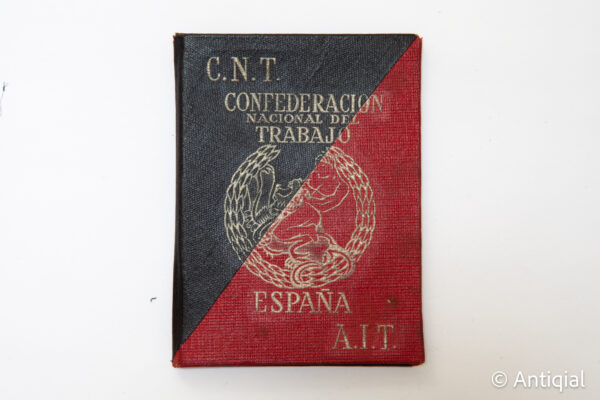 C.N.T.
CONFEDERACION
NACIONAL DEL
TRABAJO
ESPAÑA
A.I.T.
© Antiqial